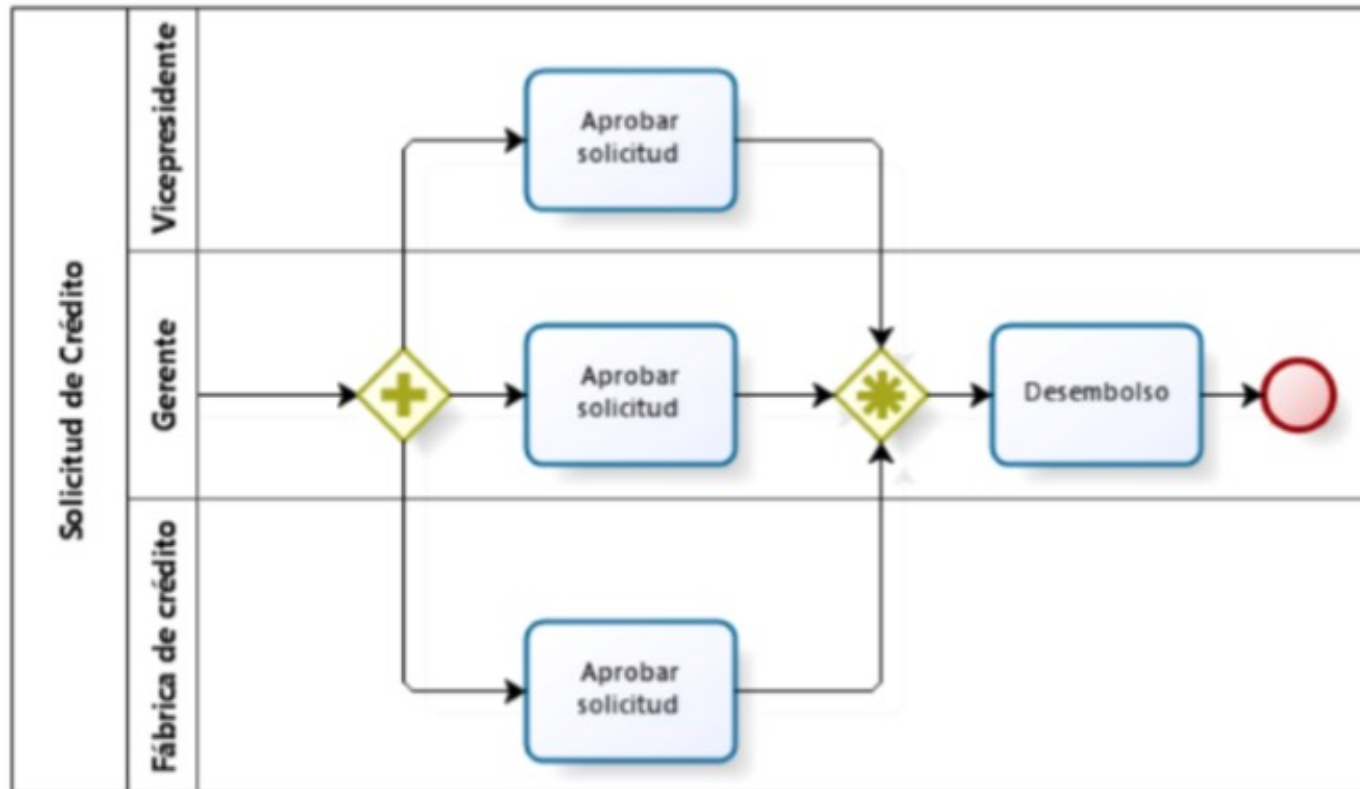 Solicitud de Crédito
Vicepresidente
Aprobar
solicitud
Gerente
Aprobar
solicitud
Desembolso
Fábrica de crédito
Aprobar
solicitud